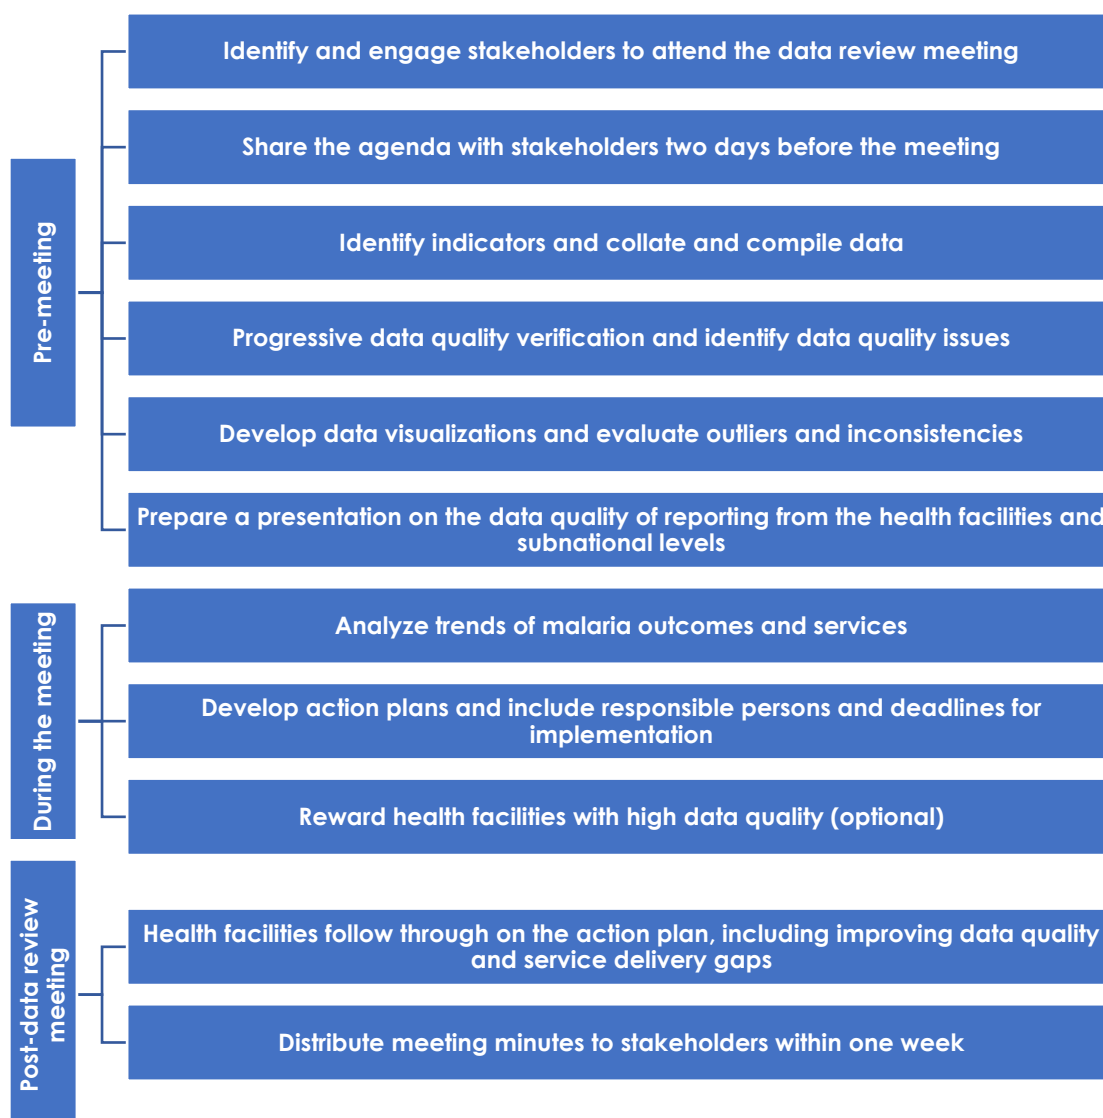 Pre-meeting
Identify and engage stakeholders to attend the data review meeting
Share the agenda with stakeholders two days before the meeting
Identify indicators and collate and compile data
Progressive data quality verification and identify data quality issues
Develop data visualizations and evaluate outliers and inconsistencies
Prepare a presentation on the data quality of reporting from the health facilities and
subnational levels
During the meeting
Analyze trends of malaria outcomes and services
Develop action plans and include responsible persons and deadlines for
implementation
Reward health facilities with high data quality (optional)
Post-data review
meeting
Health facilities follow through on the action plan, including improving data quality
and service delivery gaps
Distribute meeting minutes to stakeholders within one week